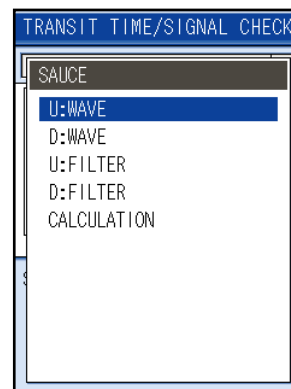 TRANSIT TIME/SIGNAL CHECK
SAUCE
U:WAVE
D:WAVE
U:FILTER
D:FILTER
CALCULATION